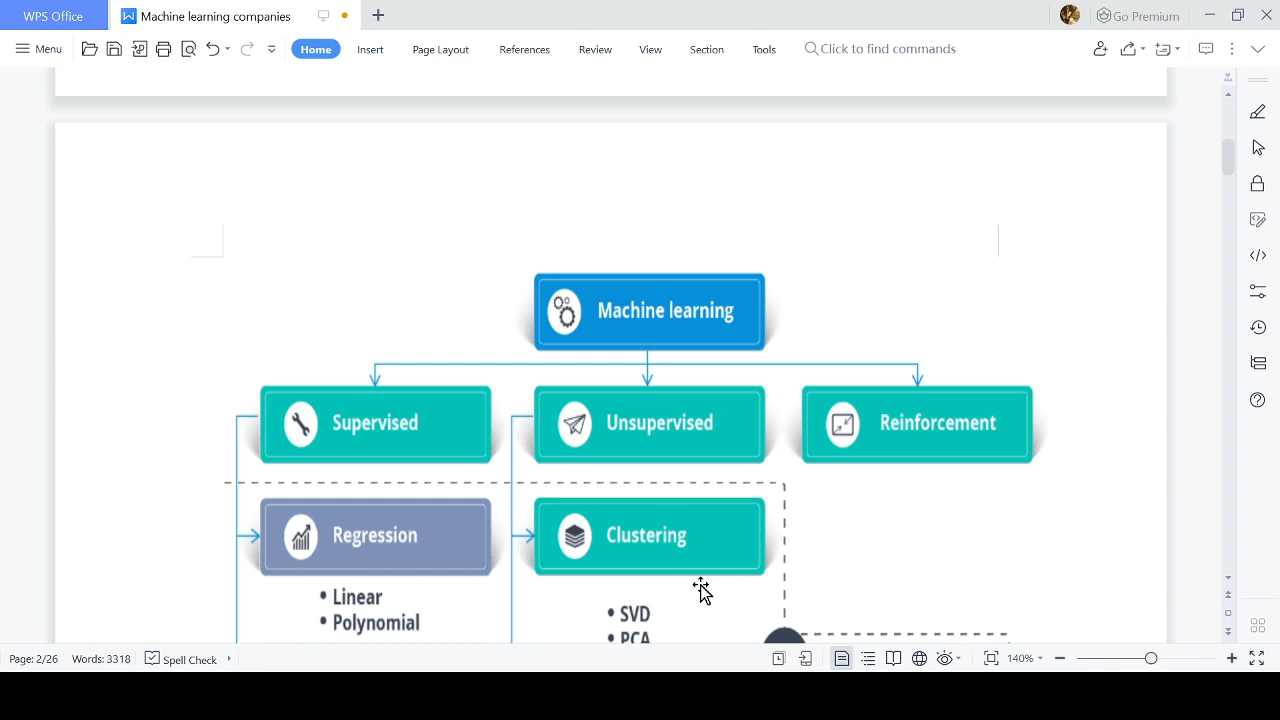 WPS Office
Machine learning companies
Go Premium
Menu
Home
Insert
Page Layout
References
Review
View
Section
Tools
Click to find commands
Machine learning
Supervised
Unsupervised
Reinforcement
Regression
Clustering
• Linear
• Polynomial
• SVD
• PCA
Page: 2/26
Words: 3318
Spell Check
140%